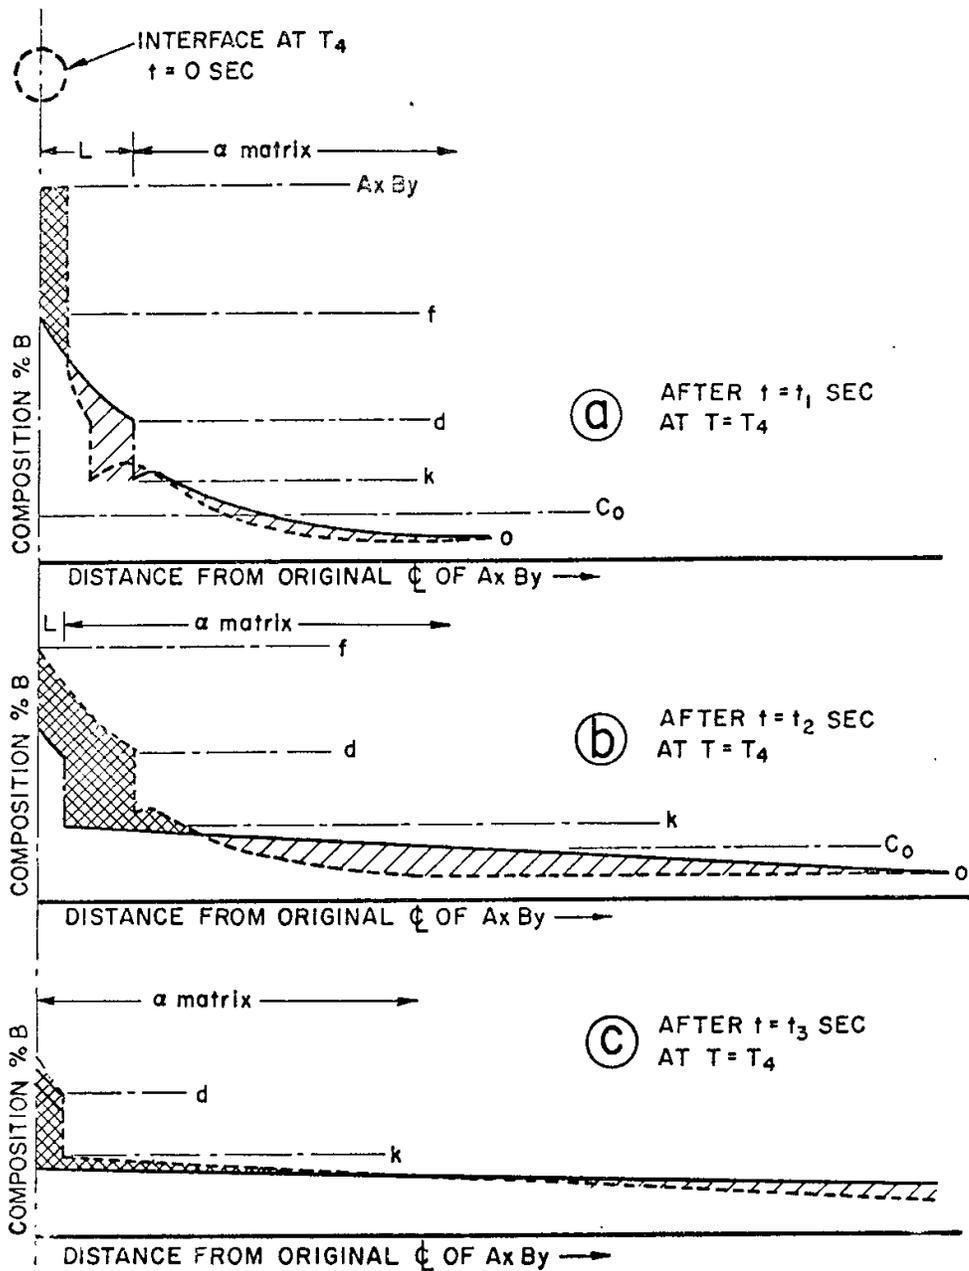 INTERFACE AT T4
t = 0 SEC
L
α matrix
Ax By
f
COMPOSITION % B
a
AFTER t = t1 SEC
AT T = T4
d
k
Co
o
DISTANCE FROM ORIGINAL ℄ OF Ax By
L
α matrix
f
COMPOSITION % B
b
AFTER t = t2 SEC
AT T = T4
d
k
Co
o
DISTANCE FROM ORIGINAL ℄ OF Ax By
α matrix
COMPOSITION % B
c
AFTER t = t3 SEC
AT T = T4
d
k
DISTANCE FROM ORIGINAL ℄ OF Ax By